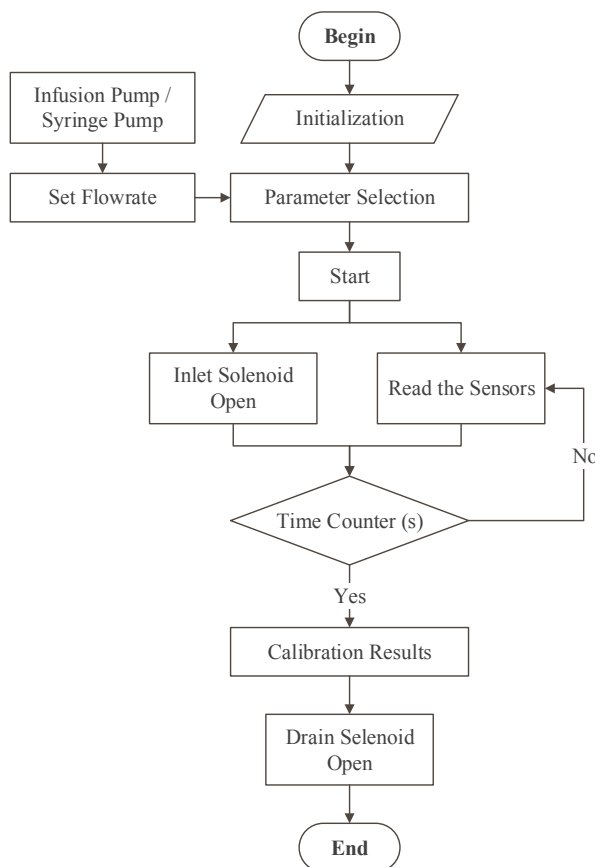 Begin
Infusion Pump /
Syringe Pump
Initialization
Set Flowrate
Parameter Selection
Start
Inlet Solenoid
Open
Read the Sensors
No
Time Counter (s)
Yes
Calibration Results
Drain Selenoid
Open
End